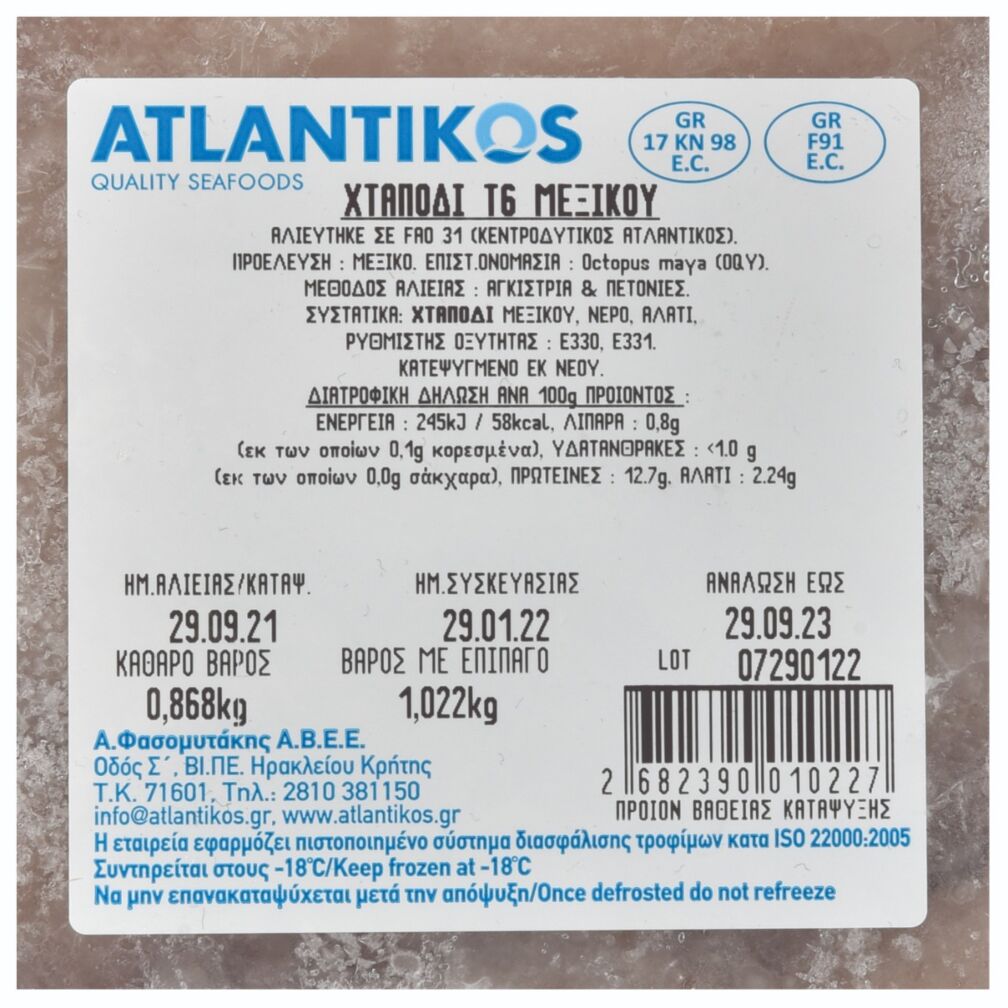 ATLANTIKOS
QUALITY SEAFOODS
GR
17 KN 98
E.C.
GR
F91
E.C.
ΧΤΑΠΟΔΙ Τ6 ΜΕΞΙΚΟΥ
ΑΛΙΕΥΤΗΚΕ ΣΕ FAO 31 (ΚΕΝΤΡΟΔΥΤΙΚΟΣ ΑΤΛΑΝΤΙΚΟΣ).
ΠΡΟΕΛΕΥΣΗ : ΜΕΞΙΚΟ. ΕΠΙΣΤ.ΟΝΟΜΑΣΙΑ : Octopus maya (OQY).
ΜΕΘΟΔΟΣ ΑΛΙΕΙΑΣ : ΑΓΚΙΣΤΡΙΑ & ΠΕΤΟΝΙΕΣ.
ΣΥΣΤΑΤΙΚΑ: ΧΤΑΠΟΔΙ ΜΕΞΙΚΟΥ, ΝΕΡΟ, ΑΛΑΤΙ,
ΡΥΘΜΙΣΤΗΣ ΟΞΥΤΗΤΑΣ : Ε330, Ε331.
ΚΑΤΕΨΥΓΜΕΝΟ ΕΚ ΝΕΟΥ.
ΔΙΑΤΡΟΦΙΚΗ ΔΗΛΩΣΗ ΑΝΑ 100g ΠΡΟΙΟΝΤΟΣ :
ΕΝΕΡΓΕΙΑ : 245kJ / 58kcal, ΛΙΠΑΡΑ : 0,8g
(εκ των οποίων 0,1g κορεσμένα), ΥΔΑΤΑΝΘΡΑΚΕΣ : <1.0 g
(εκ των οποίων 0,0g σάκχαρα), ΠΡΩΤΕΙΝΕΣ : 12.7g, ΑΛΑΤΙ : 2.24g
ΗΜ.ΑΛΙΕΙΑΣ/ΚΑΤΑΨ. ΗΜ.ΣΥΣΚΕΥΑΣΙΑΣ ΑΝΑΛΩΣΗ ΕΩΣ
29.09.21 29.01.22 29.09.23
ΚΑΘΑΡΟ ΒΑΡΟΣ ΒΑΡΟΣ ΜΕ ΕΠΙΠΑΓΟ LOT 07290122
0,868kg 1,022kg
Α.Φασομυτάκης Α.Β.Ε.Ε.
Οδός Σ΄, ΒΙ.ΠΕ. Ηρακλείου Κρήτης
Τ.Κ. 71601, Τηλ.: 2810 381150
info@atlantikos.gr, www.atlantikos.gr
2 682390 010227
ΠΡΟΙΟΝ ΒΑΘΕΙΑΣ ΚΑΤΑΨΥΞΗΣ
Η εταιρεία εφαρμόζει πιστοποιημένο σύστημα διασφάλισης τροφίμων κατα ISO 22000:2005
Συντηρείται στους -18°C/Keep frozen at -18°C
Να μην επανακαταψύχεται μετά την απόψυξη/Once defrosted do not refreeze